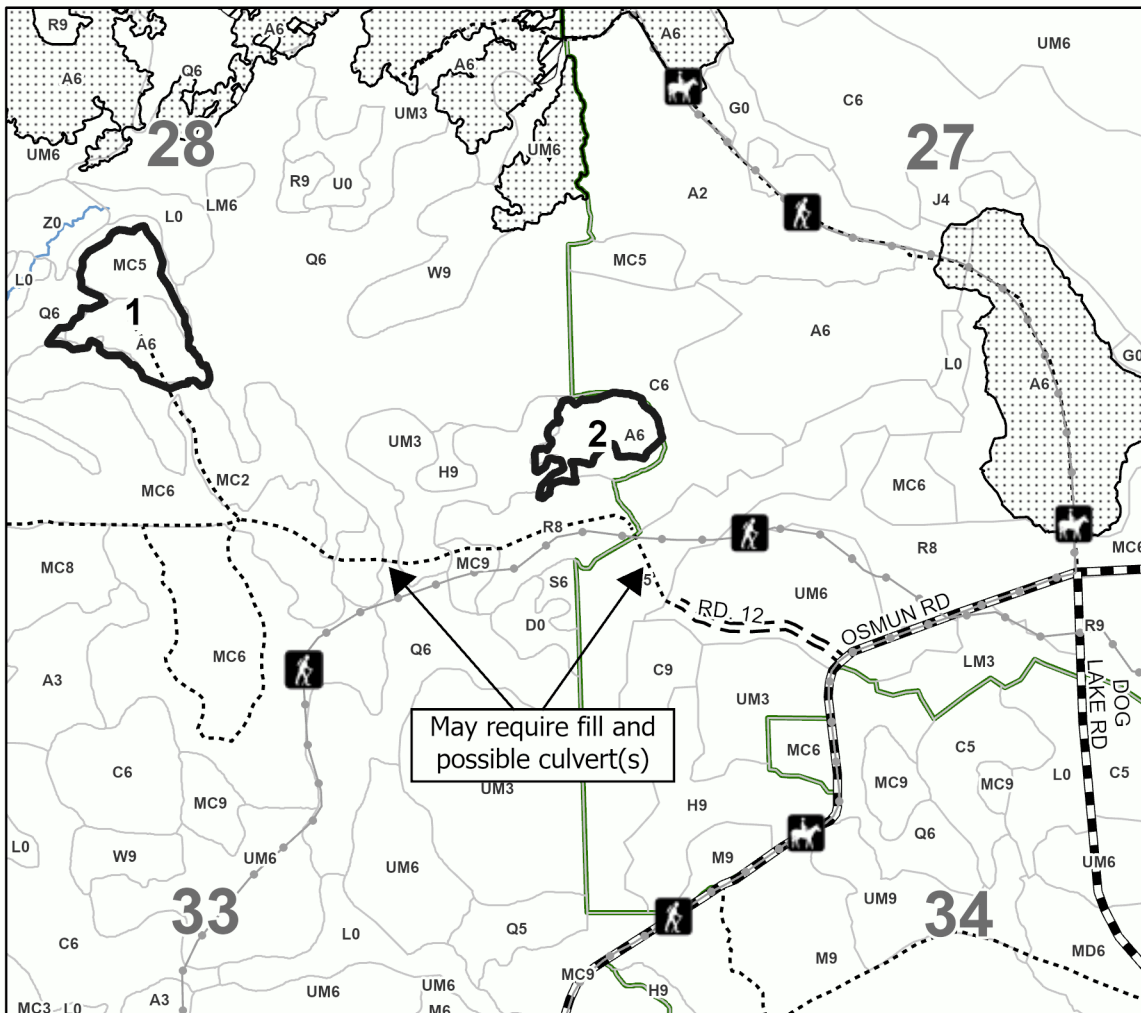 R9
A6
UM6
A6
Q6
A6
C6
UM3
G0
28
27
UM6
UM6
R9
U0
A2
LM6
J4
L0
Z0
MC5
Q6
W9
MC5
L0
1
Q6
A6
2
A6
C6
A6
L0
A6
G0
UM3
H9
MC6
MC2
MC6
R8
R8
MC6
MC8
MC9
S6
5
UM6
RD. 12
OSMUN RD
D0
R9
MC6
Q6
A3
C9
UM3
LM3
DOG
LAKE RD
May require fill and
possible culvert(s)
MC6
C5
C6
MC9
UM3
H9
MC9
MC9
L0
C5
L0
W9
UM6
UM6
M9
Q6
UM6
33
34
UM9
C6
L0
Q5
M9
MD6
MC9
A3
UM6
UM6
H9
MC3
L0
M6